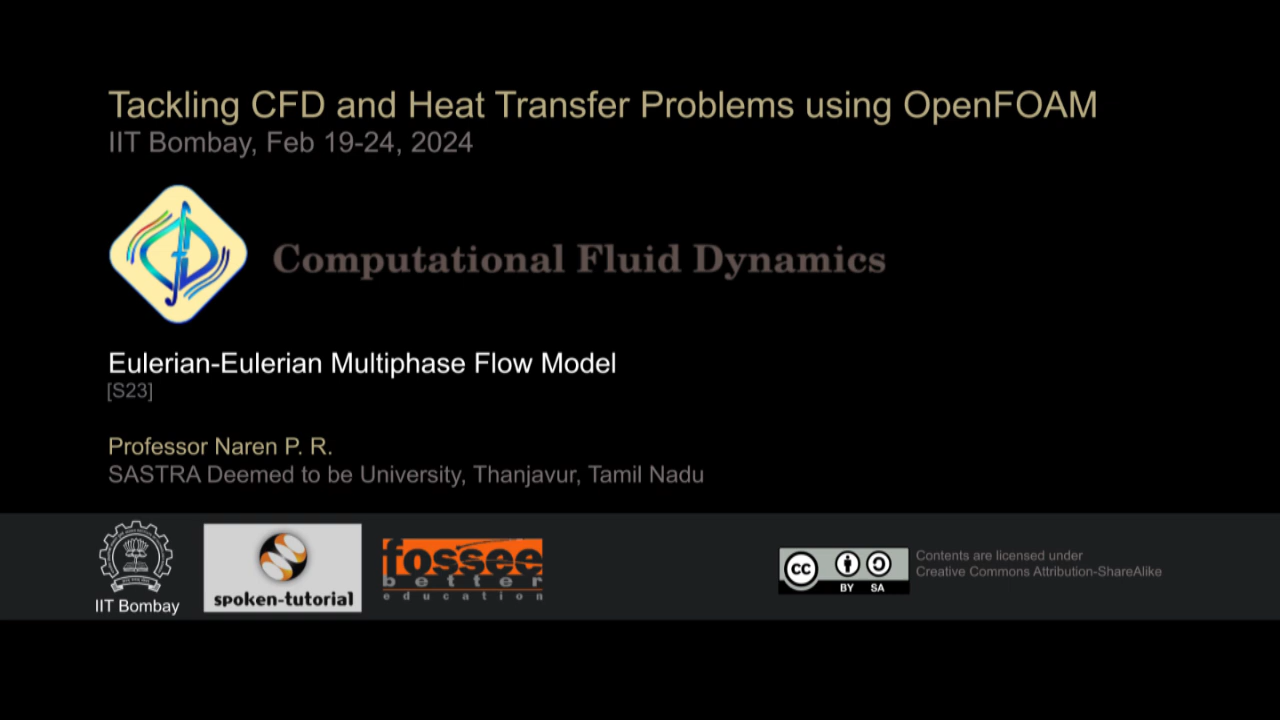 Tackling CFD and Heat Transfer Problems using OpenFOAM
IIT Bombay, Feb 19-24, 2024
Computational Fluid Dynamics
Eulerian-Eulerian Multiphase Flow Model
[S23]
Professor Naren P. R.
SASTRA Deemed to be University, Thanjavur, Tamil Nadu
IIT Bombay
spoken-tutorial
fossee
better
education
cc
BY SA
Contents are licensed under
Creative Commons Attribution-ShareAlike